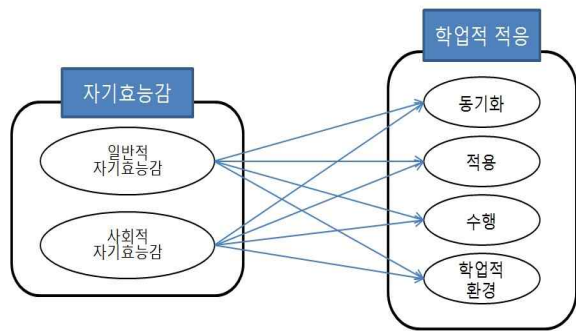 학업적 적응
자기효능감
동기화
일반적
자기효능감
적용
수행
사회적
자기효능감
학업적
환경